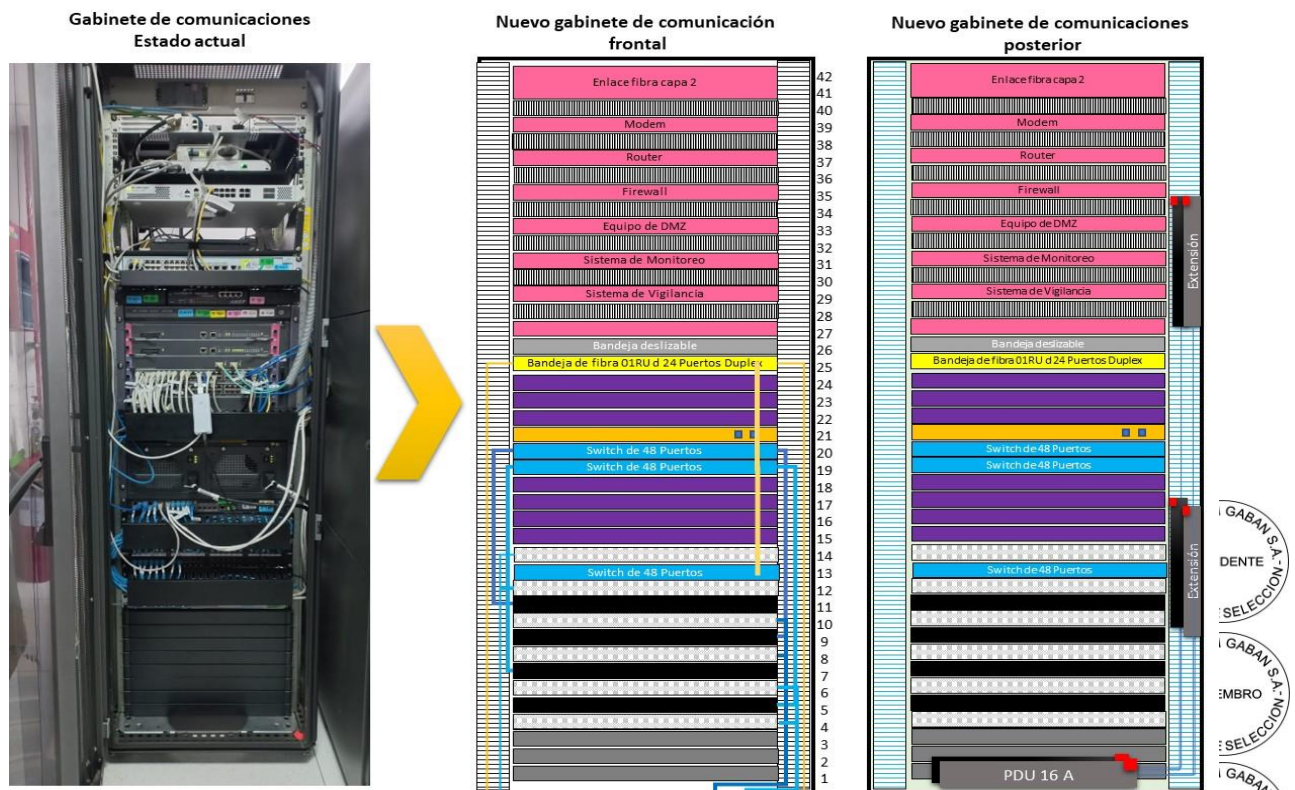 Gabinete de comunicaciones
Estado actual
Nuevo gabinete de comunicación
frontal
42
41
40
39
38
37
36
35
34
33
32
31
30
29
28
27
26
25
24
23
22
21
20
19
18
17
16
15
14
13
12
11
10
9
8
7
6
5
4
3
2
1
Enlace fibra capa 2
Modem
Router
Firewall
Equipo de DMZ
Sistema de Monitoreo
Sistema de Vigilancia
Bandeja deslizable
Bandeja de fibra 01RU d 24 Puertos Duplex
Switch de 48 Puertos
Switch de 48 Puertos
Switch de 48 Puertos
Nuevo gabinete de comunicaciones
posterior
Enlace fibra capa 2
Modem
Router
Firewall
Equipo de DMZ
Sistema de Monitoreo
Sistema de Vigilancia
Bandeja deslizable
Bandeja de fibra 01RU d 24 Puertos Duplex
Switch de 48 Puertos
Switch de 48 Puertos
Switch de 48 Puertos
PDU 16 A
Extensión
Extensión
GABAN S.A.-
DENTE
E SELECCION
GABAN S.A.-
EMBRO
E SELECCION
GABAN